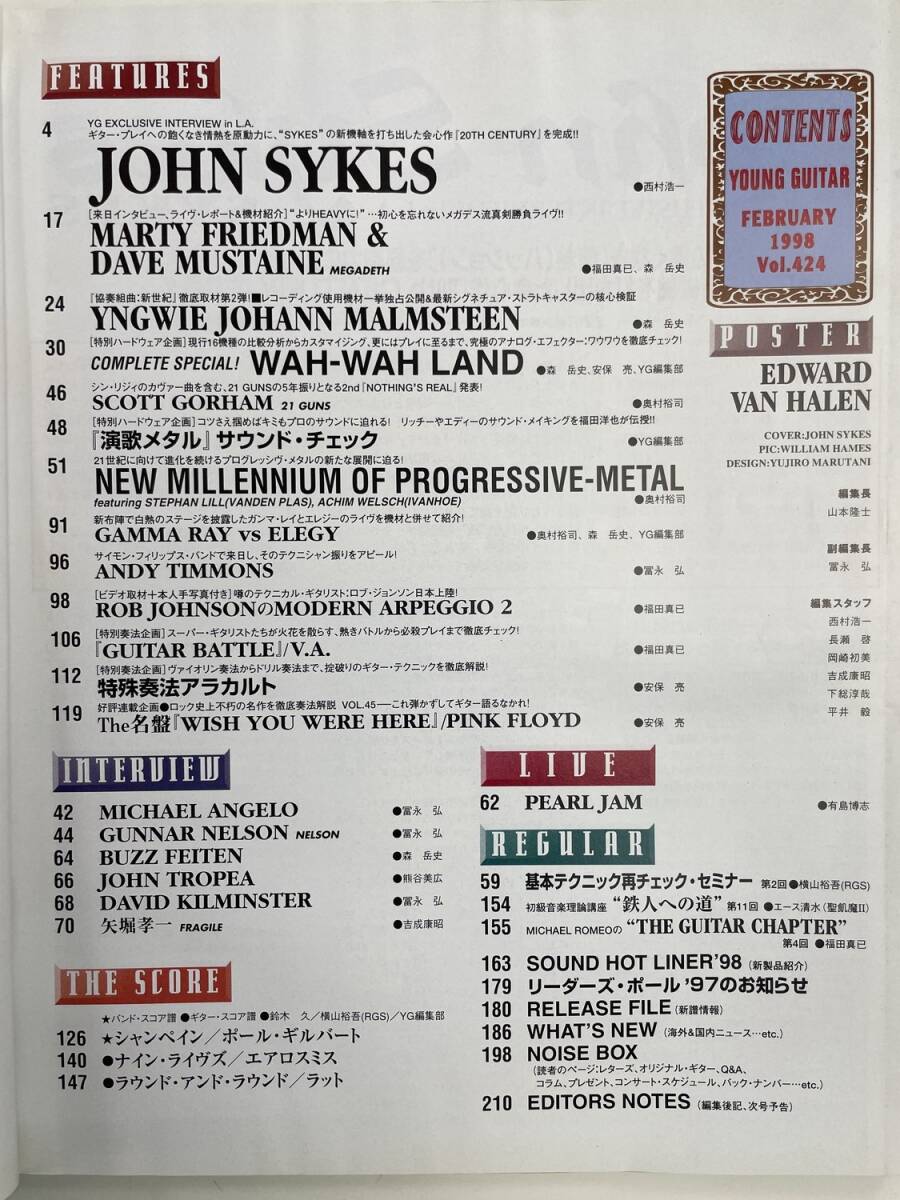 FEATURES
4
YG EXCLUSIVE INTERVIEW in L.A.
ギター・プレイへの飽くなき情熱を原動力に、“SYKES”の新機軸を打ち出した会心作『20TH CENTURY』を完成!!
JOHN SYKES
●西村浩一
17
[来日インタビュー、ライヴ・レポート&機材紹介]“よりHEAVYに!”…初心を忘れないメガデス流真剣勝負ライヴ!!
MARTY FRIEDMAN &
DAVE MUSTAINE MEGADETH
●福田真已、森 岳史
24
『協奏組曲:新世紀』徹底取材第2弾!■レコーディング使用機材一挙独占公開&最新シグネチュア・ストラトキャスターの核心検証
YNGWIE JOHANN MALMSTEEN
●森 岳史
30
[特別ハードウェア企画]現行16機種の比較分析からカスタマイジング、更にはプレイに至るまで、究極のアナログ・エフェクター:ワウワウを徹底チェック!
COMPLETE SPECIAL! WAH-WAH LAND
●森 岳史、安保 亮、YG編集部
46
シン・リジィのカヴァー曲を含む、21 GUNSの5年振りとなる2nd『NOTHING'S REAL』発表!
SCOTT GORHAM 21 GUNS
●奥村裕司
48
[特別ハードウェア企画]コツさえ掴めばキミもプロのサウンドに迫れる! リッチーやエディーのサウンド・メイキングを福田洋也が伝授!!
『演歌メタル』サウンド・チェック
●YG編集部
51
21世紀に向けて進化を続けるプログレッシヴ・メタルの新たな展開に迫る!
NEW MILLENNIUM OF PROGRESSIVE-METAL
featuring STEPHAN LILL(VANDEN PLAS), ACHIM WELSCH(IVANHOE)
●奥村裕司
91
新布陣で白熱のステージを披露したガンマ・レイとエレジーのライヴを機材と併せて紹介!
GAMMA RAY vs ELEGY
●奥村裕司、森 岳史、YG編集部
96
サイモン・フィリップス・バンドで来日し、そのテクニシャン振りをアピール!
ANDY TIMMONS
●冨永 弘
98
[ビデオ取材+本人手写真付き]噂のテクニカル・ギタリスト:ロブ・ジョンソン日本上陸!
ROB JOHNSONのMODERN ARPEGGIO 2
●福田真已
106
[特別奏法企画]スーパー・ギタリストたちが火花を散らす、熱きバトルから必殺プレイまで徹底チェック!
『GUITAR BATTLE』/V.A.
●福田真已
112
[特別奏法企画]ヴァイオリン奏法からドリル奏法まで、掟破りのギター・テクニックを徹底解説!
特殊奏法アラカルト
●安保 亮
119
好評連載企画●ロック史上不朽の名作を徹底奏法解説 VOL.45──これ弾かずしてギター語るなかれ!
The名盤『WISH YOU WERE HERE』/PINK FLOYD
●安保 亮
CONTENTS
YOUNG GUITAR
FEBRUARY
1998
Vol.424
POSTER
EDWARD
VAN HALEN
COVER:JOHN SYKES
PIC:WILLIAM HAMES
DESIGN:YUJIRO MARUTANI
編集長
山本隆士
副編集長
冨永 弘
編集スタッフ
西村浩一
長瀬 啓
岡崎初美
吉成康昭
下総淳哉
平井 毅
INTERVIEW
42 MICHAEL ANGELO ●冨永 弘
44 GUNNAR NELSON NELSON ●冨永 弘
64 BUZZ FEITEN ●森 岳史
66 JOHN TROPEA ●熊谷美広
68 DAVID KILMINSTER ●冨永 弘
70 矢堀孝一 FRAGILE ●吉成康昭
THE SCORE
★バンド・スコア譜 ●ギター・スコア譜 ●鈴木 久/横山裕吾(RGS)/YG編集部
126 ★シャンペイン/ポール・ギルバート
140 ●ナイン・ライヴズ/エアロスミス
147 ●ラウンド・アンド・ラウンド/ラット
LIVE
62 PEARL JAM ●有島博志
REGULAR
59 基本テクニック再チェック・セミナー 第2回 ●横山裕吾(RGS)
154 初級音楽理論講座 “鉄人への道” 第11回 ●エース清水(聖飢魔II)
155 MICHAEL ROMEOの “THE GUITAR CHAPTER”
第4回 ●福田真已
163 SOUND HOT LINER'98 (新製品紹介)
179 リーダーズ・ポール '97のお知らせ
180 RELEASE FILE (新譜情報)
186 WHAT'S NEW (海外&国内ニュース…etc.)
198 NOISE BOX
(読者のページ:レターズ、オリジナル・ギター、Q&A、
コラム、プレゼント、コンサート・スケジュール、バック・ナンバー…etc.)
210 EDITORS NOTES (編集後記、次号予告)